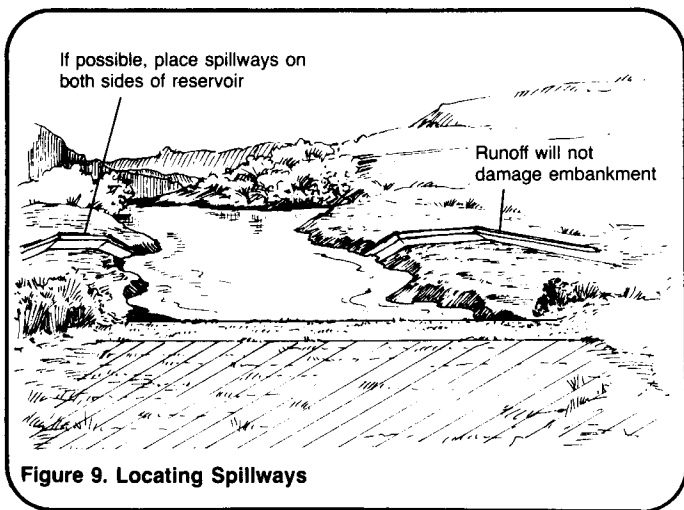 If possible, place spillways on
both sides of reservoir
Runoff will not
damage embankment
Figure 9. Locating Spillways